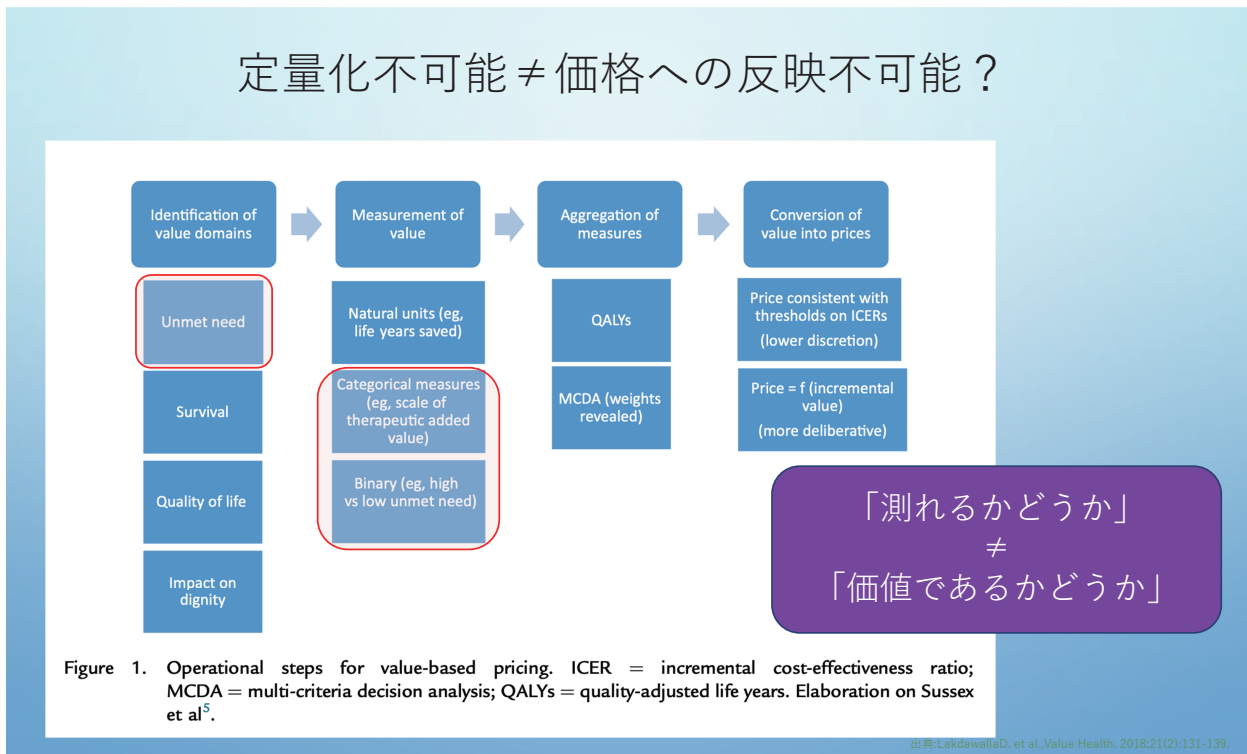 定量化不可能≠価格への反映不可能？
Identification of
value domains
Measurement of
value
Aggregation of
measures
Conversion of
value into prices
Unmet need
Survival
Quality of life
Impact on
dignity
Natural units (eg,
life years saved)
Categorical measures
(eg, scale of
therapeutic added
value)
Binary (eg, high
vs low unmet need)
QALYs
MCDA (weights
revealed)
Price consistent with
thresholds on ICERs
(lower discretion)
Price = f (incremental
value)
(more deliberative)
「測れるかどうか」
≠
「価値であるかどうか」
Figure 1. Operational steps for value-based pricing. ICER = incremental cost-effectiveness ratio;
MCDA = multi-criteria decision analysis; QALYs = quality-adjusted life years. Elaboration on Sussex
et al5.
出典:LakdawallaD. et al.,Value Health. 2018;21(2):131-139.